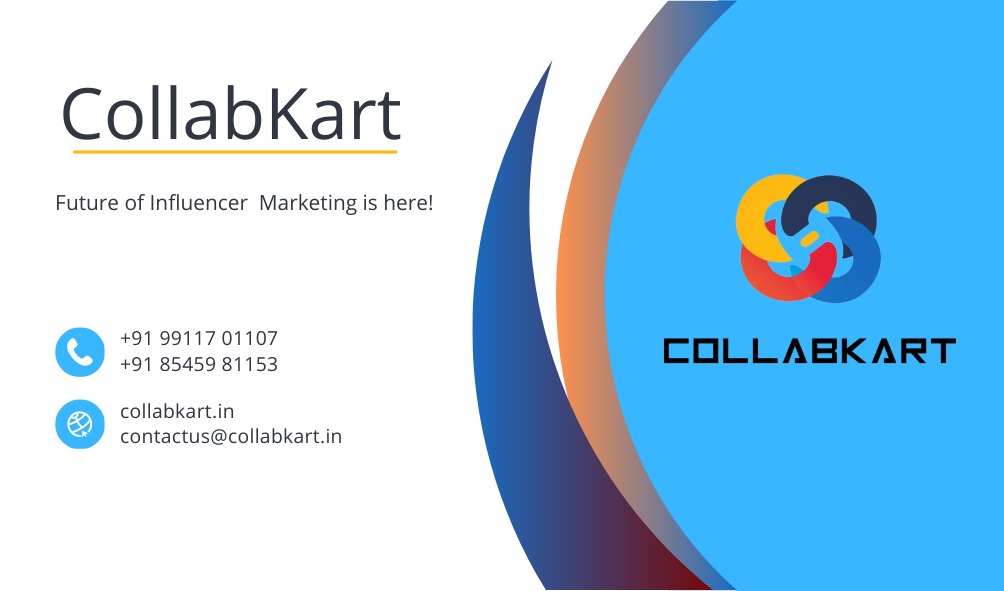 CollabKart
Future of Influencer  Marketing is here!
+91 99117 01107
+91 85459 81153
collabkart.in
contactus@collabkart.in
COLLABKART